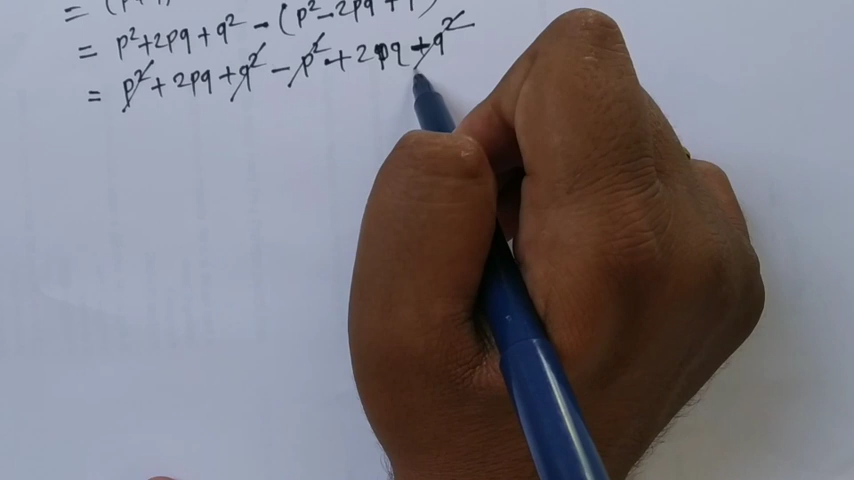 = p²+2pq+q² - (p²-2pq+
= p²+2pq+q² - p² + 2pq + q²